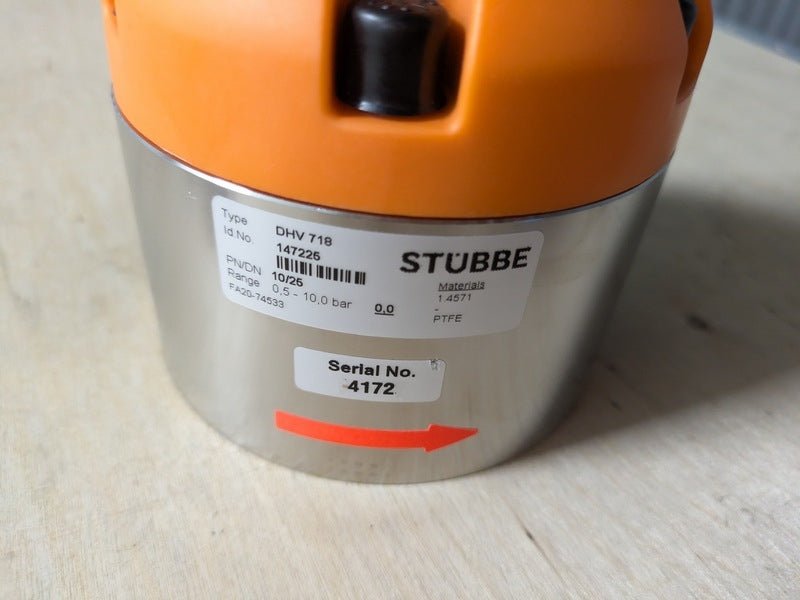 Type DHV 718
Id.No. 147226
PN/DN 10/25
Range 0,5 - 10,0 bar 0,0
FA20-74533
STÜBBE
Materials
1.4571
-
PTFE
Serial No.
4172